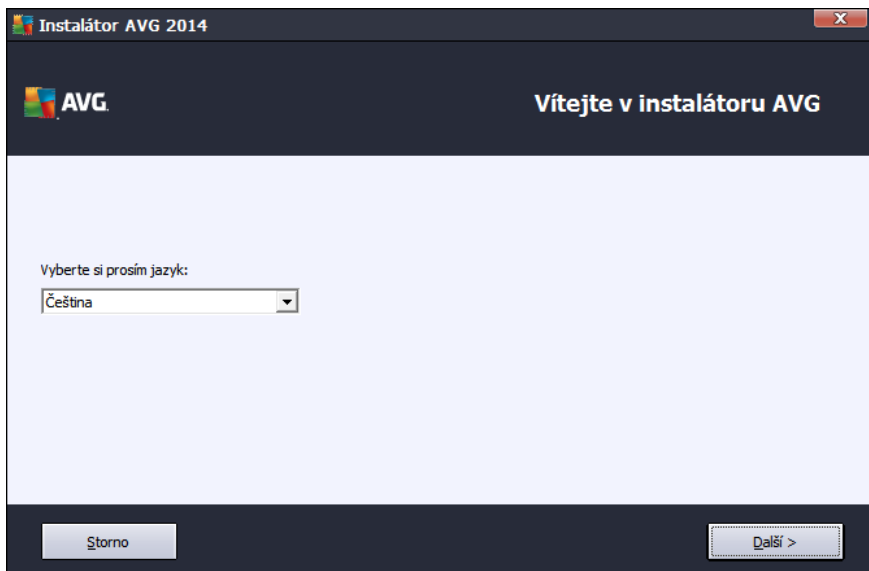 Instalátor AVG 2014
X
AVG.
Vítejte v instalátoru AVG
Vyberte si prosím jazyk:
Čeština
Storno
Další >